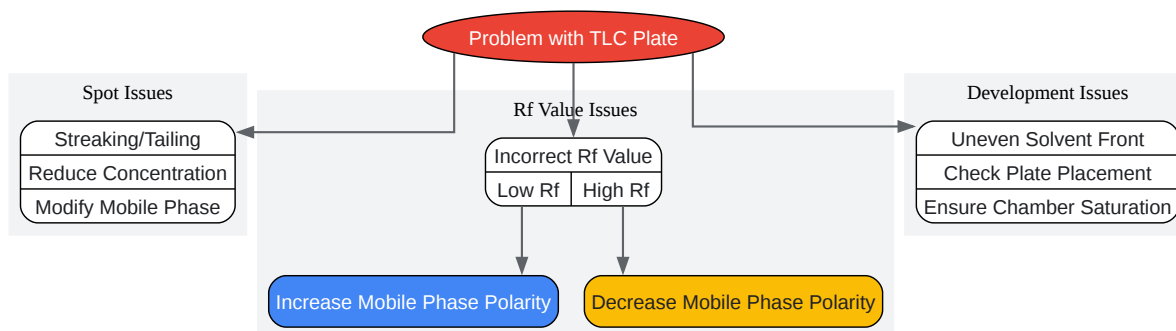 Problem with TLC Plate
Spot Issues
Streaking/Tailing
Reduce Concentration
Modify Mobile Phase
Rf Value Issues
Incorrect Rf Value
Low Rf
High Rf
Increase Mobile Phase Polarity
Decrease Mobile Phase Polarity
Development Issues
Uneven Solvent Front
Check Plate Placement
Ensure Chamber Saturation